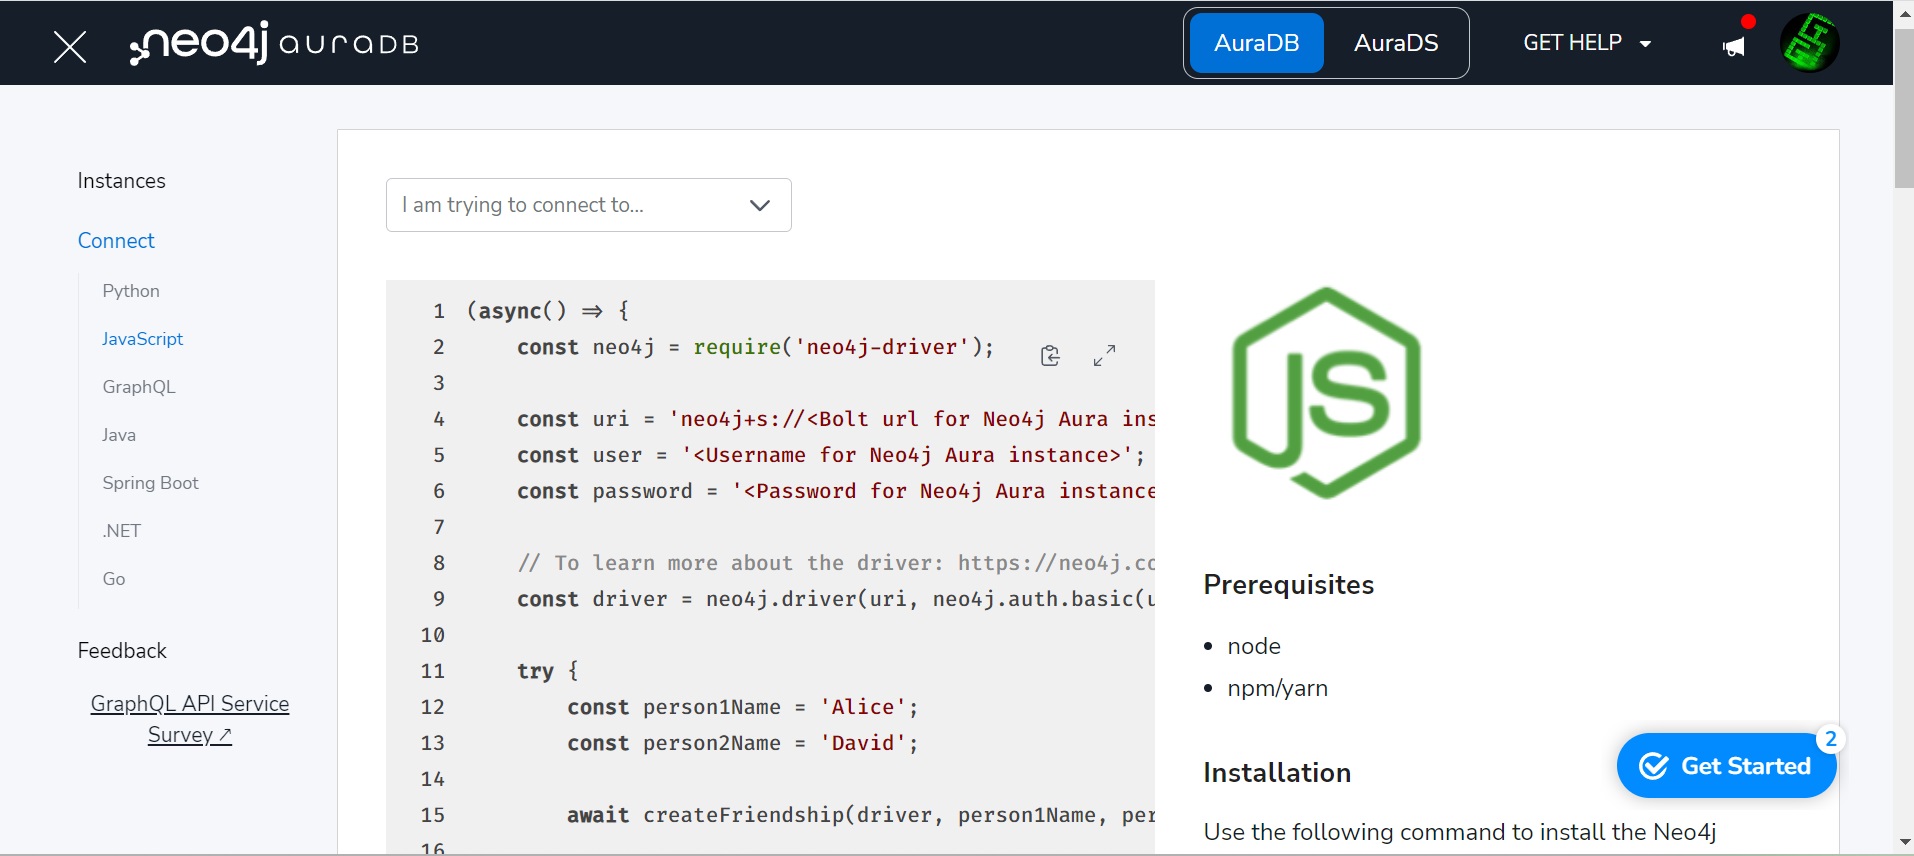 neo4j auraDB
AuraDB
AuraDS
GET HELP
Instances
Connect
Python
JavaScript
GraphQL
Java
Spring Boot
.NET
Go
Feedback
GraphQL API Service
Survey ↗
I am trying to connect to...
1 (async() => {
2 const neo4j = require('neo4j-driver');
3
4 const uri = 'neo4j+s://<Bolt url for Neo4j Aura ins
5 const user = '<Username for Neo4j Aura instance>';
6 const password = '<Password for Neo4j Aura instance
7
8 // To learn more about the driver: https://neo4j.co
9 const driver = neo4j.driver(uri, neo4j.auth.basic(u
10
11 try {
12 const person1Name = 'Alice';
13 const person2Name = 'David';
14
15 await createFriendship(driver, person1Name, per
16
JS
Prerequisites
• node
• npm/yarn
Installation
Use the following command to install the Neo4j
Get Started
2